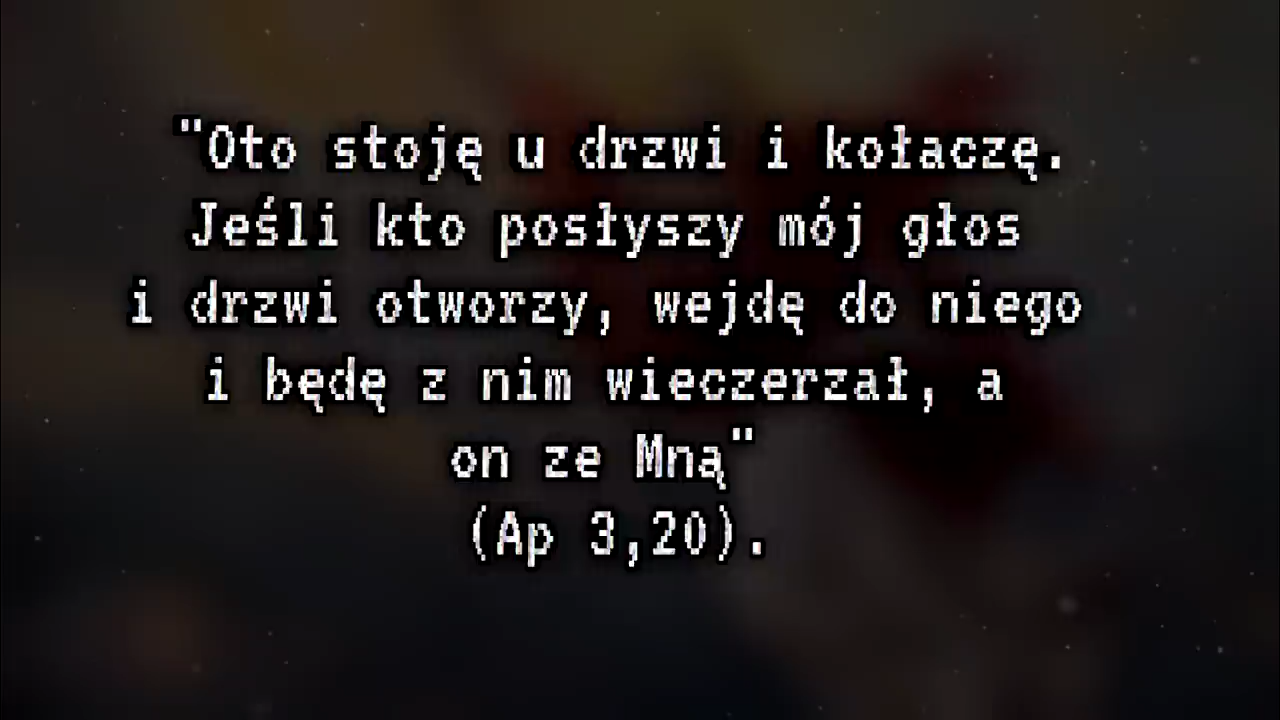 "Oto stoję u drzwi i kołaczę.
Jeśli kto posłyszy mój głos
i drzwi otworzy, wejdę do niego
i będę z nim wieczerzał, a
on ze Mną"
(Ap 3,20).